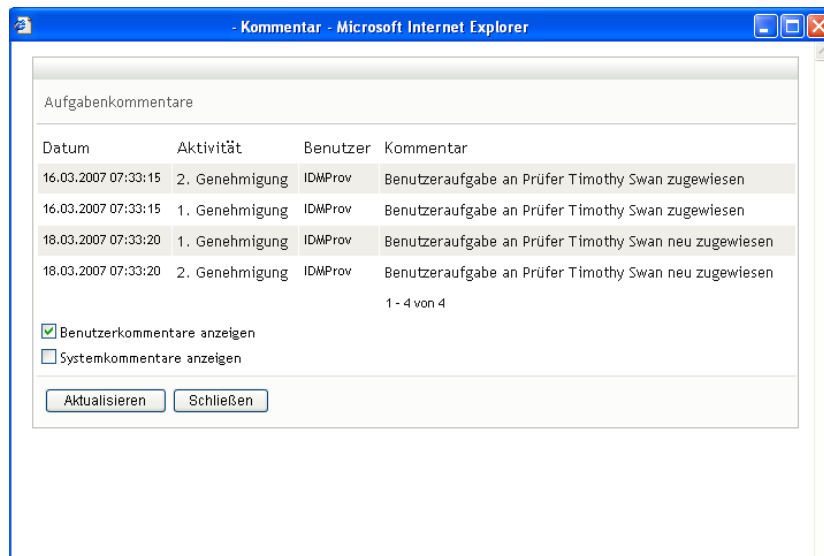 - Kommentar - Microsoft Internet Explorer
Aufgabenkommentare
Datum Aktivität Benutzer Kommentar
16.03.2007 07:33:15 2. Genehmigung IDMProv Benutzeraufgabe an Prüfer Timothy Swan zugewiesen
16.03.2007 07:33:15 1. Genehmigung IDMProv Benutzeraufgabe an Prüfer Timothy Swan zugewiesen
18.03.2007 07:33:20 1. Genehmigung IDMProv Benutzeraufgabe an Prüfer Timothy Swan neu zugewiesen
18.03.2007 07:33:20 2. Genehmigung IDMProv Benutzeraufgabe an Prüfer Timothy Swan neu zugewiesen
1 - 4 von 4
Benutzerkommentare anzeigen
Systemkommentare anzeigen
Aktualisieren Schließen